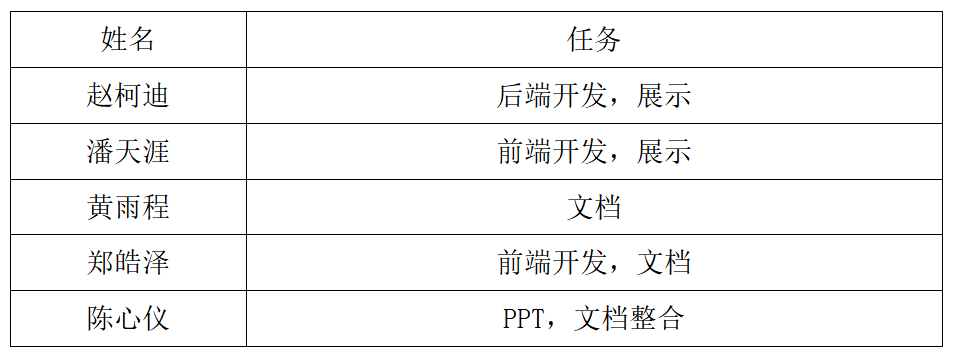 姓名 任务
赵柯迪 后端开发，展示
潘天涯 前端开发，展示
黄雨程 文档
郑皓泽 前端开发，文档
陈心仪 PPT，文档整合